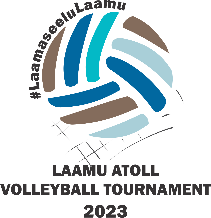 #LaamaseeluLaamu
LAAMU ATOLL
VOLLEYBALL TOURNAMENT
2023